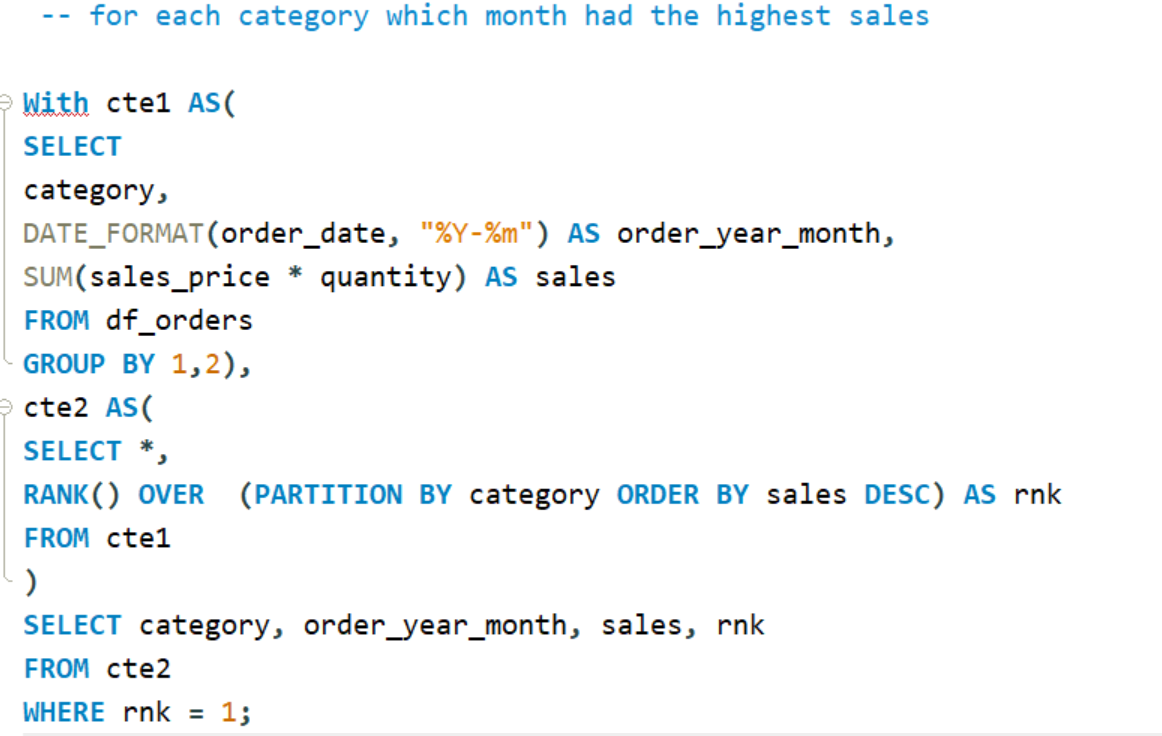 -- for each category which month had the highest sales
With cte1 AS(
SELECT
category,
DATE_FORMAT(order_date, "%Y-%m") AS order_year_month,
SUM(sales_price * quantity) AS sales
FROM df_orders
GROUP BY 1,2),
cte2 AS(
SELECT *,
RANK() OVER  (PARTITION BY category ORDER BY sales DESC) AS rnk
FROM cte1
)
SELECT category, order_year_month, sales, rnk
FROM cte2
WHERE rnk = 1;